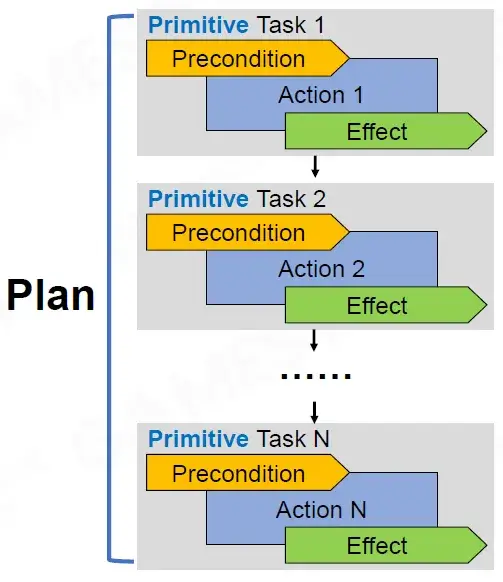 Primitive Task 1
Precondition
Action 1
Effect
Primitive Task 2
Precondition
Action 2
Effect
Plan
......
Primitive Task N
Precondition
Action N
Effect